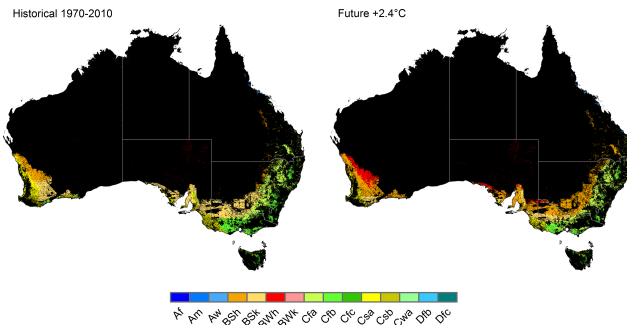 Historical 1970-2010
Future +2.4°C
Af
Am
Aw
BSh
BSk
BWh
BWk
Cfa
Cfb
Cfc
Csa
Csb
Cwa
Dfb
Dfc